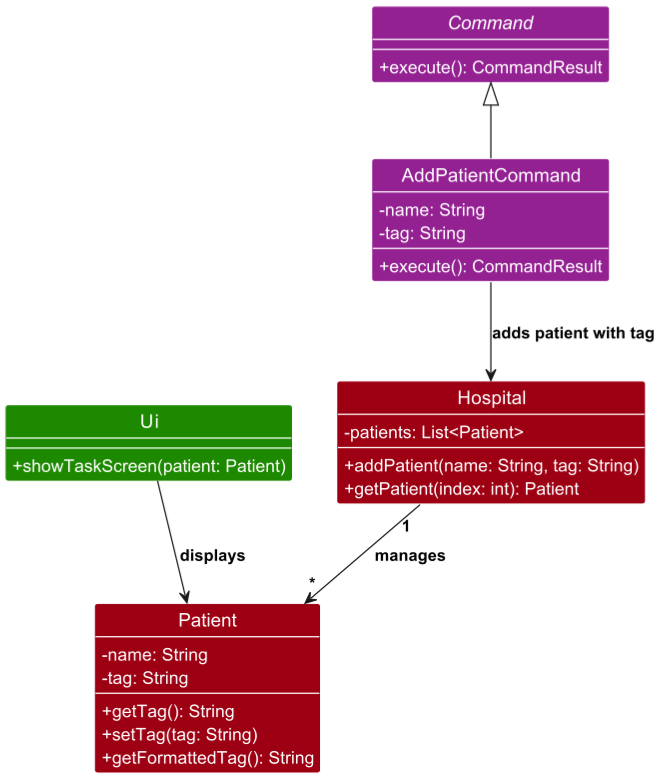 Command
+execute(): CommandResult
AddPatientCommand
-name: String
-tag: String
+execute(): CommandResult
adds patient with tag
Hospital
-patients: List<Patient>
+addPatient(name: String, tag: String)
+getPatient(index: int): Patient
Ui
+showTaskScreen(patient: Patient)
1
displays
manages
*
Patient
-name: String
-tag: String
+getTag(): String
+setTag(tag: String)
+getFormattedTag(): String